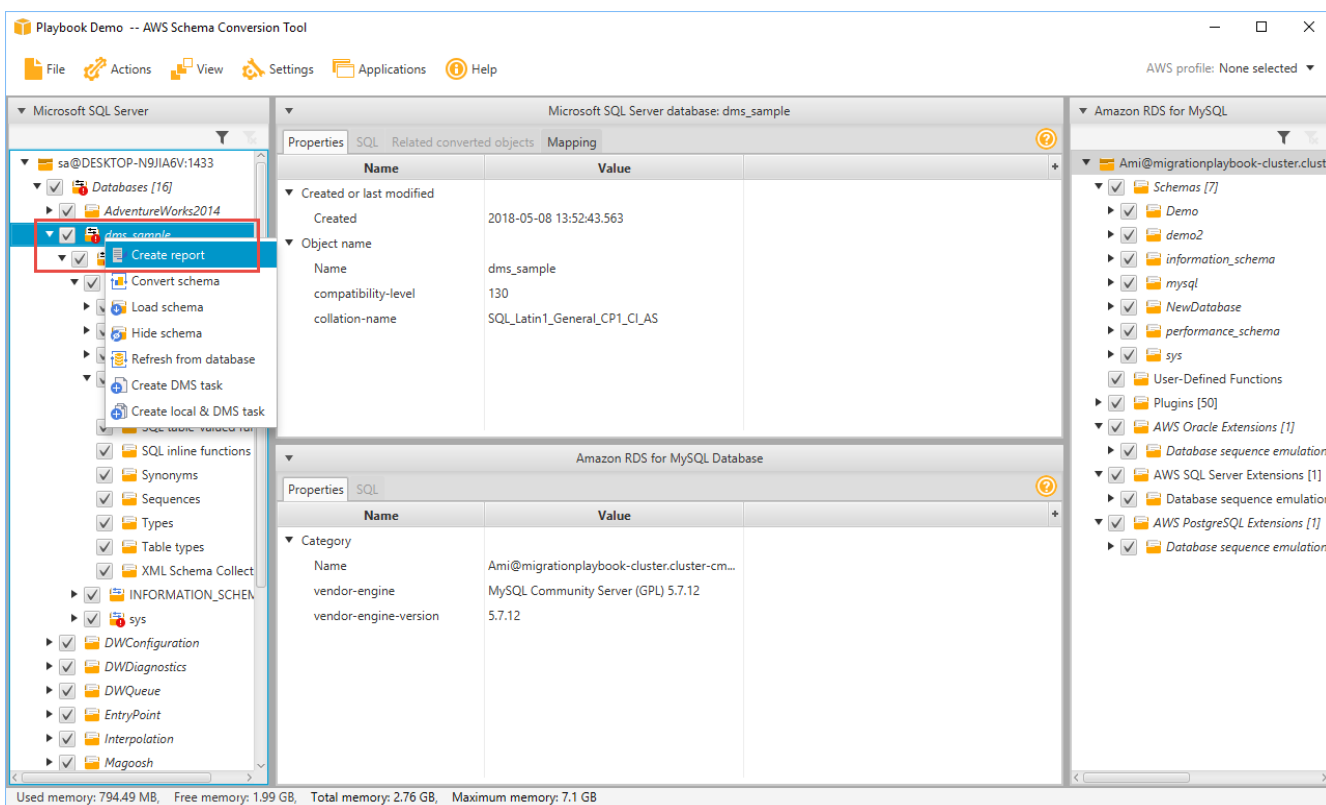 Playbook Demo -- AWS Schema Conversion Tool
File Actions View Settings Applications Help
AWS profile: None selected
Microsoft SQL Server
sa@DESKTOP-N9JIA6V:1433
Databases [16]
AdventureWorks2014
dms_sample
Create report
Convert schema
Load schema
Hide schema
Refresh from database
Create DMS task
Create local & DMS task
SQL inline functions
Synonyms
Sequences
Types
Table types
XML Schema Collect
INFORMATION_SCHEM
sys
DWConfiguration
DWDiagnostics
DWQueue
EntryPoint
Interpolation
Magoosh
Microsoft SQL Server database: dms_sample
Properties SQL Related converted objects Mapping
Name Value
Created or last modified
Created 2018-05-08 13:52:43.563
Object name
Name dms_sample
compatibility-level 130
collation-name SQL_Latin1_General_CP1_CI_AS
Amazon RDS for MySQL Database
Properties SQL
Name Value
Category
Name Ami@migrationplaybook-cluster.cluster-cm...
vendor-engine MySQL Community Server (GPL) 5.7.12
vendor-engine-version 5.7.12
Amazon RDS for MySQL
Ami@migrationplaybook-cluster.clust
Schemas [7]
Demo
demo2
information_schema
mysql
NewDatabase
performance_schema
sys
User-Defined Functions
Plugins [50]
AWS Oracle Extensions [1]
Database sequence emulation
AWS SQL Server Extensions [1]
Database sequence emulation
AWS PostgreSQL Extensions [1]
Database sequence emulation
Used memory: 794.49 MB, Free memory: 1.99 GB, Total memory: 2.76 GB, Maximum memory: 7.1 GB